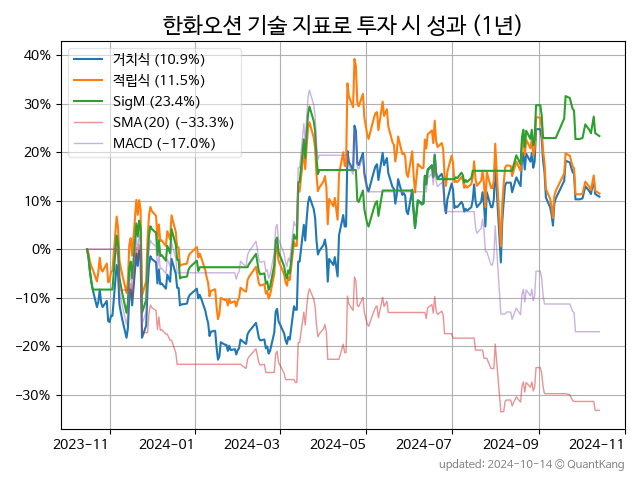 한화오션 기술 지표로 투자 시 성과 (1년)
40%
30%
20%
10%
0%
−10%
−20%
−30%
거치식 (10.9%)
적립식 (11.5%)
SigM (23.4%)
SMA(20) (−33.3%)
MACD (−17.0%)
2023-11 2024-01 2024-03 2024-05 2024-07 2024-09 2024-11
updated: 2024-10-14 © QuantKang